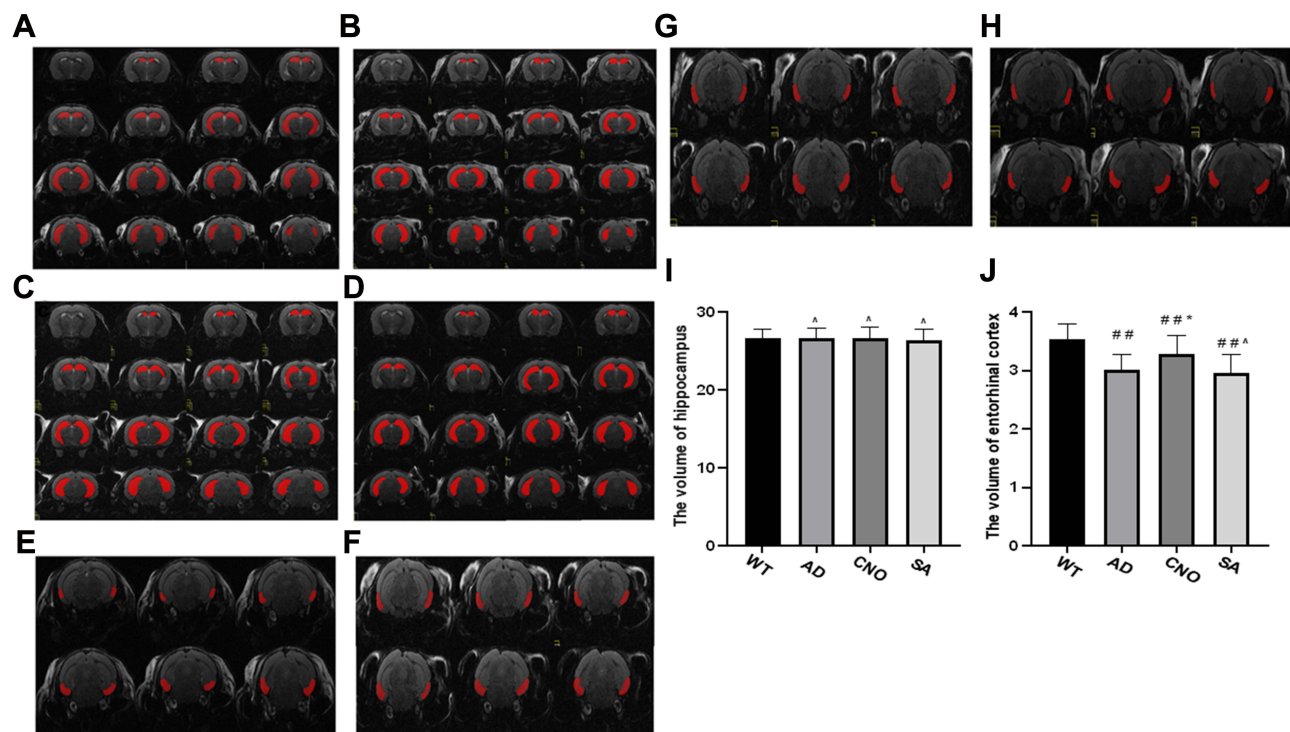 A
B
G
H
C
D
I
J
E
F
The volume of hippocampus
30
20
10
0
^
^
^
WT
AD
CNO
SA
The volume of entorhinal cortex
4
3
2
1
0
##
##*
##^
WT
AD
CNO
SA